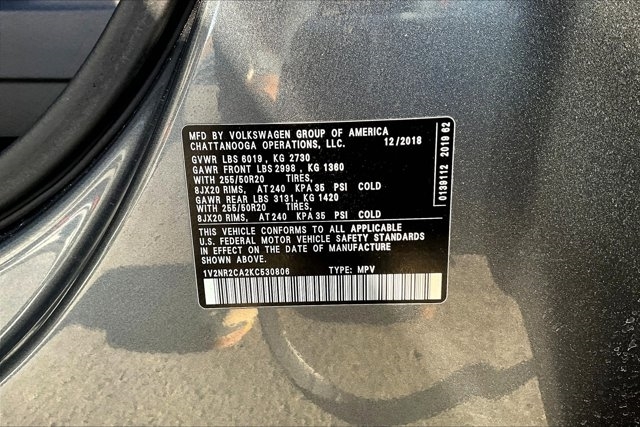 MFD BY VOLKSWAGEN GROUP OF AMERICA
CHATTANOOGA OPERATIONS, LLC. 12/2018
GVWR LBS 6019 , KG 2730
GAWR FRONT LBS 2998 , KG 1360
WITH 255/50R20 TIRES,
8JX20 RIMS, AT 240 KPA 35 PSI COLD
GAWR REAR LBS 3131, KG 1420
WITH 255/50R20 TIRES,
8JX20 RIMS, AT 240 KPA 35 PSI COLD
THIS VEHICLE CONFORMS TO ALL APPLICABLE
U.S. FEDERAL MOTOR VEHICLE SAFETY STANDARDS
IN EFFECT ON THE DATE OF MANUFACTURE
SHOWN ABOVE.
1V2NR2CA2KC530806 TYPE: MPV
0139112 2019 62